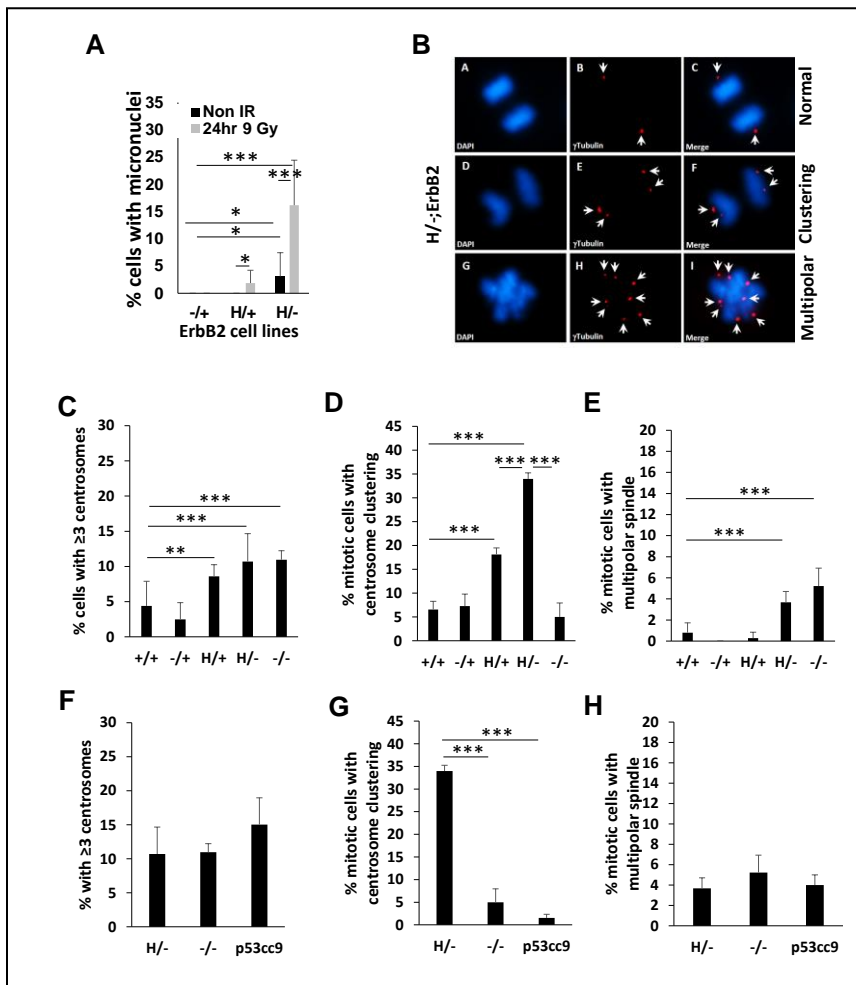 A
35
30
25
20
15
10
5
0
% cells with micronuclei
Non IR
24hr 9 Gy
***
***
*
*
*
-/+ H/+ H/-
ErbB2 cell lines
B
H/-;ErbB2
A
DAPI
B
γTubulin
C
Merge
Normal
D
DAPI
E
γTubulin
F
Merge
Clustering
G
DAPI
H
γTubulin
I
Merge
Multipolar
C
% cells with ≥3 centrosomes
30
25
20
15
10
5
0
***
***
**
+/+ -/+ H/+ H/- -/-
D
% mitotic cells with
centrosome clustering
45
40
35
30
25
20
15
10
5
0
***
*** ***
***
+/+ -/+ H/+ H/- -/-
E
% mitotic cells with
multipolar spindle
20
18
16
14
12
10
8
6
4
2
0
***
***
+/+ -/+ H/+ H/- -/-
F
% with ≥3 centrosomes
30
25
20
15
10
5
0
H/- -/- p53cc9
G
% mitotic cells with
centrosome clustering
45
40
35
30
25
20
15
10
5
0
***
***
H/- -/- p53cc9
H
% mitotic cells with
multipolar spindle
20
18
16
14
12
10
8
6
4
2
0
H/- -/- p53cc9